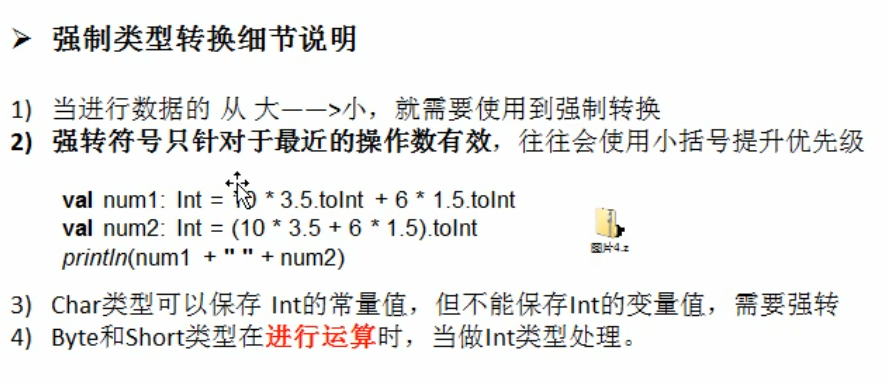 ➢ 强制类型转换细节说明
1) 当进行数据的 从 大——>小，就需要使用到强制转换
2) 强转符号只针对于最近的操作数有效，往往会使用小括号提升优先级
val num1: Int = 10 * 3.5.toInt + 6 * 1.5.toInt
val num2: Int = (10 * 3.5 + 6 * 1.5).toInt
println(num1 + " " + num2)
图片4.z
3) Char类型可以保存 Int的常量值，但不能保存Int的变量值，需要强转
4) Byte和Short类型在进行运算时，当做Int类型处理。